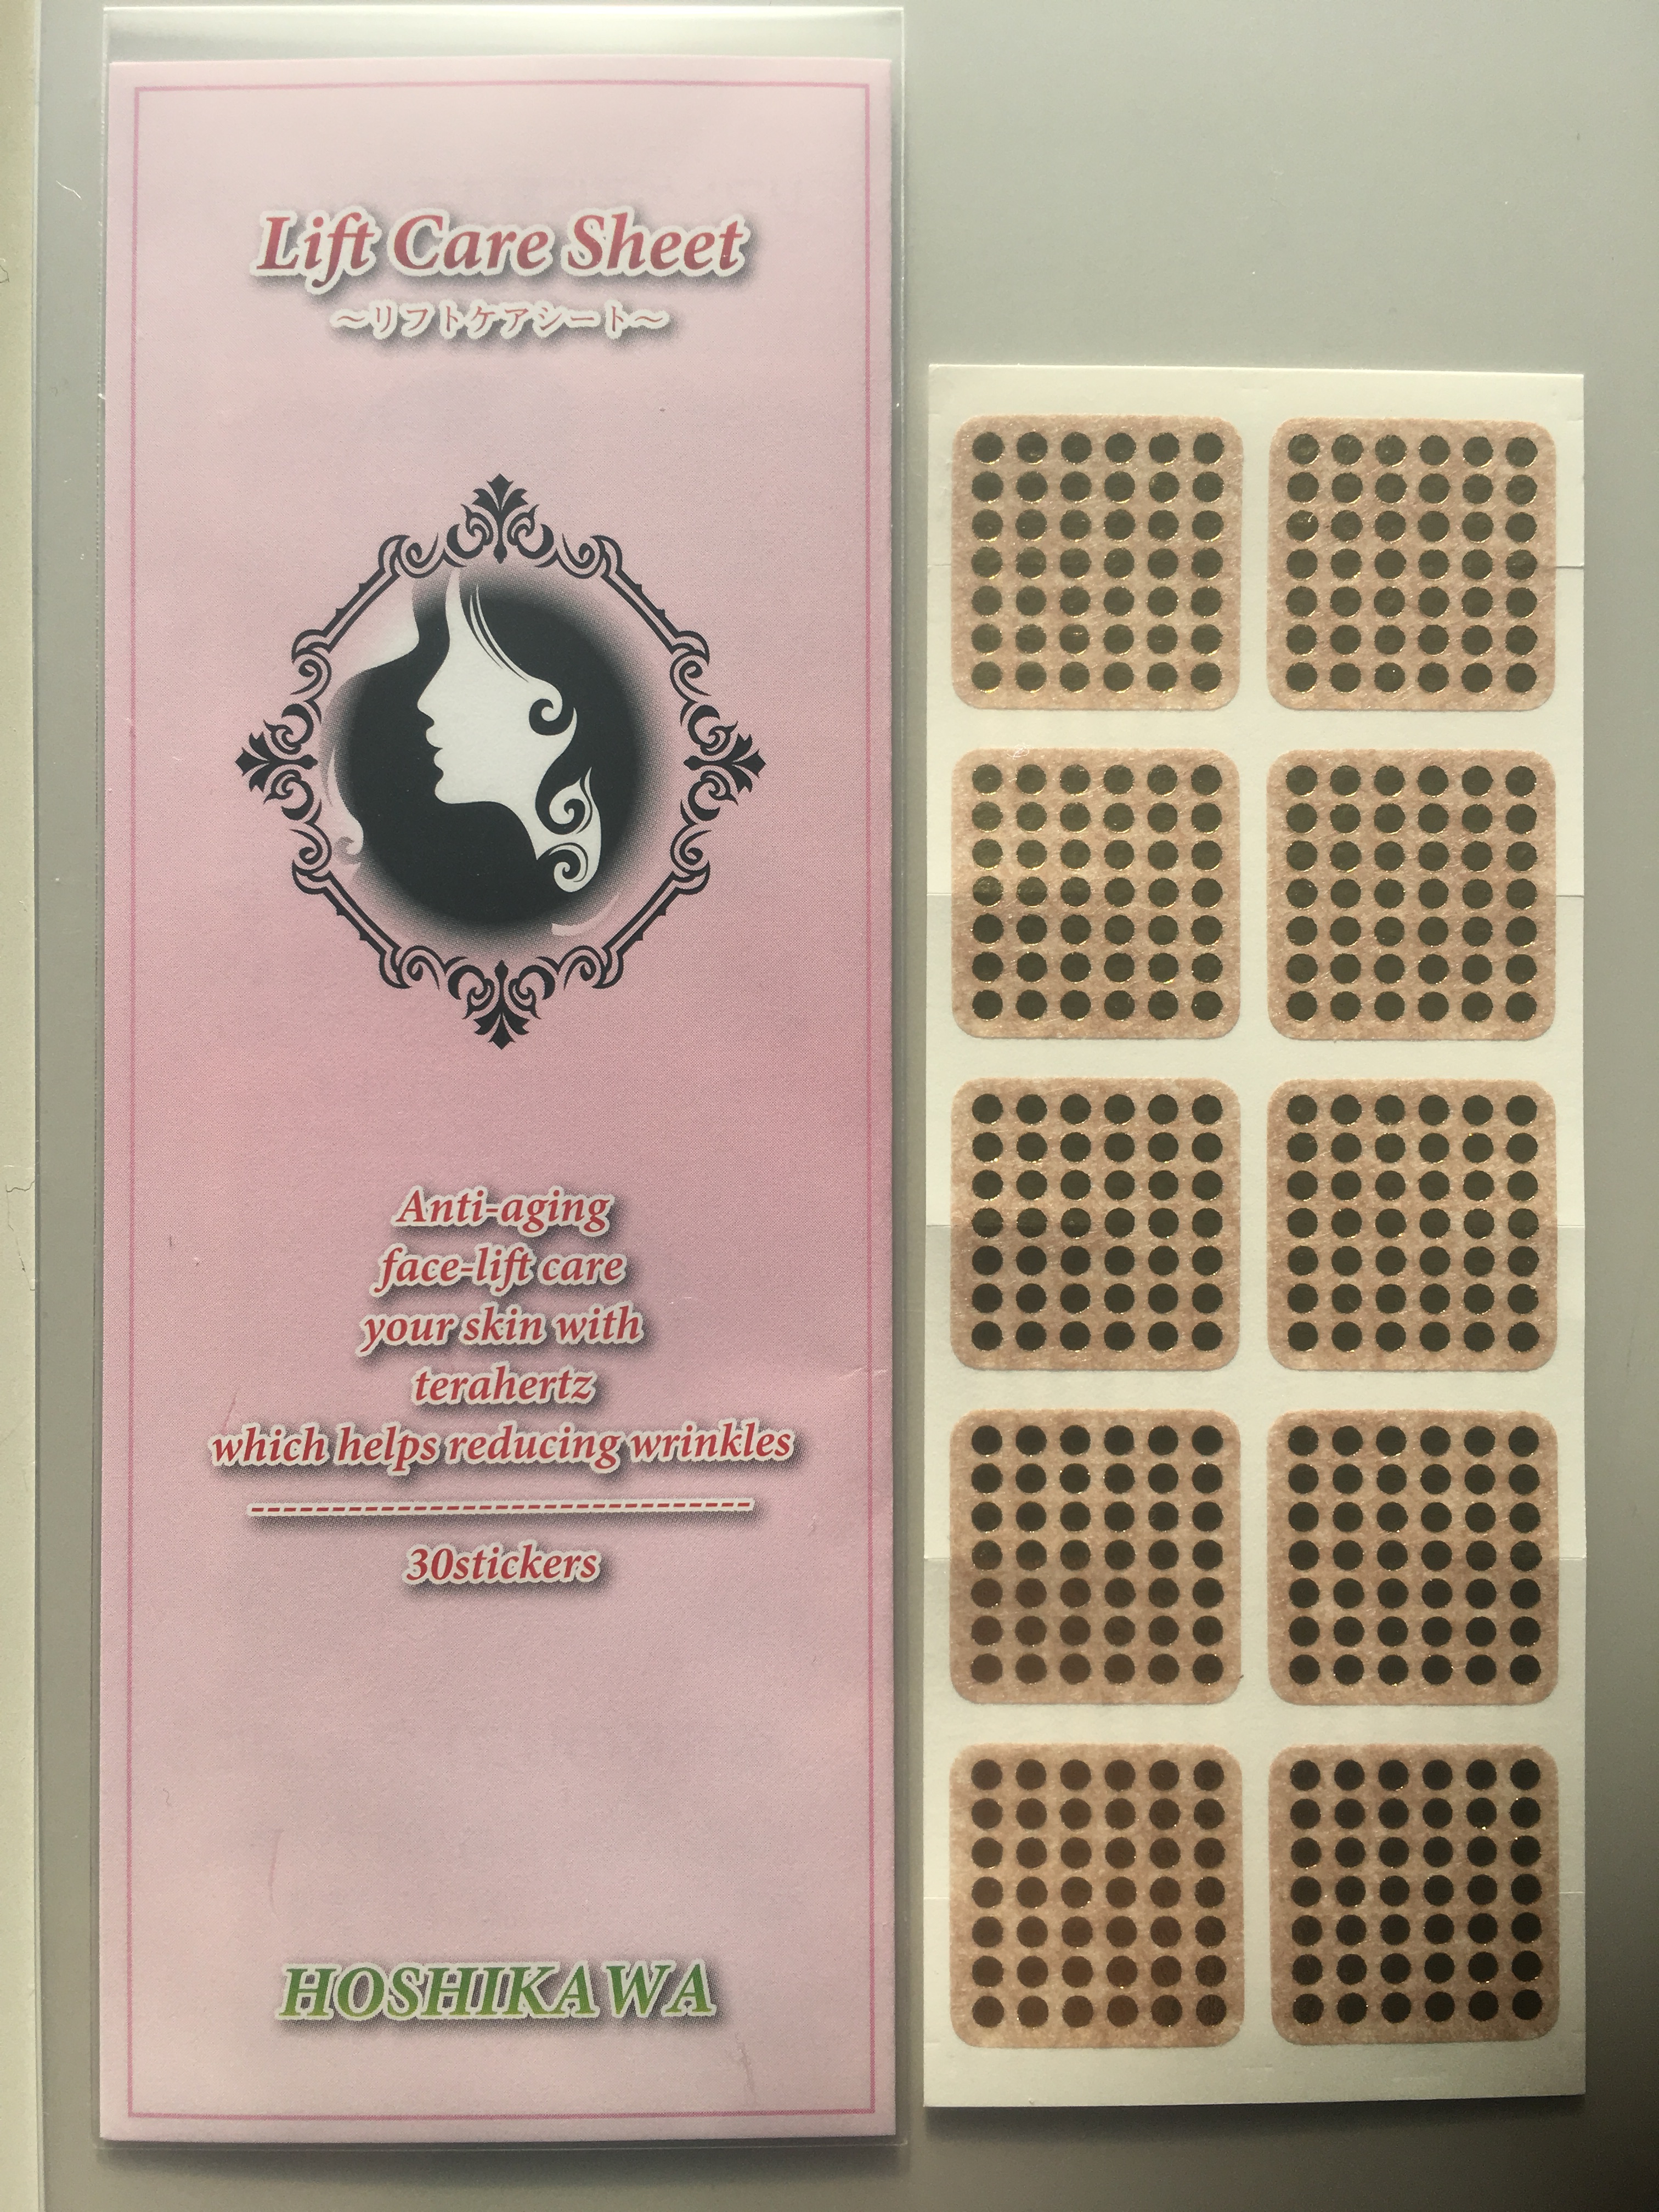 Lift Care Sheet
～リフトケアシート～
Anti-aging
face-lift care
your skin with
terahertz
which helps reducing wrinkles
-------------------------------
30stickers
HOSHIKAWA